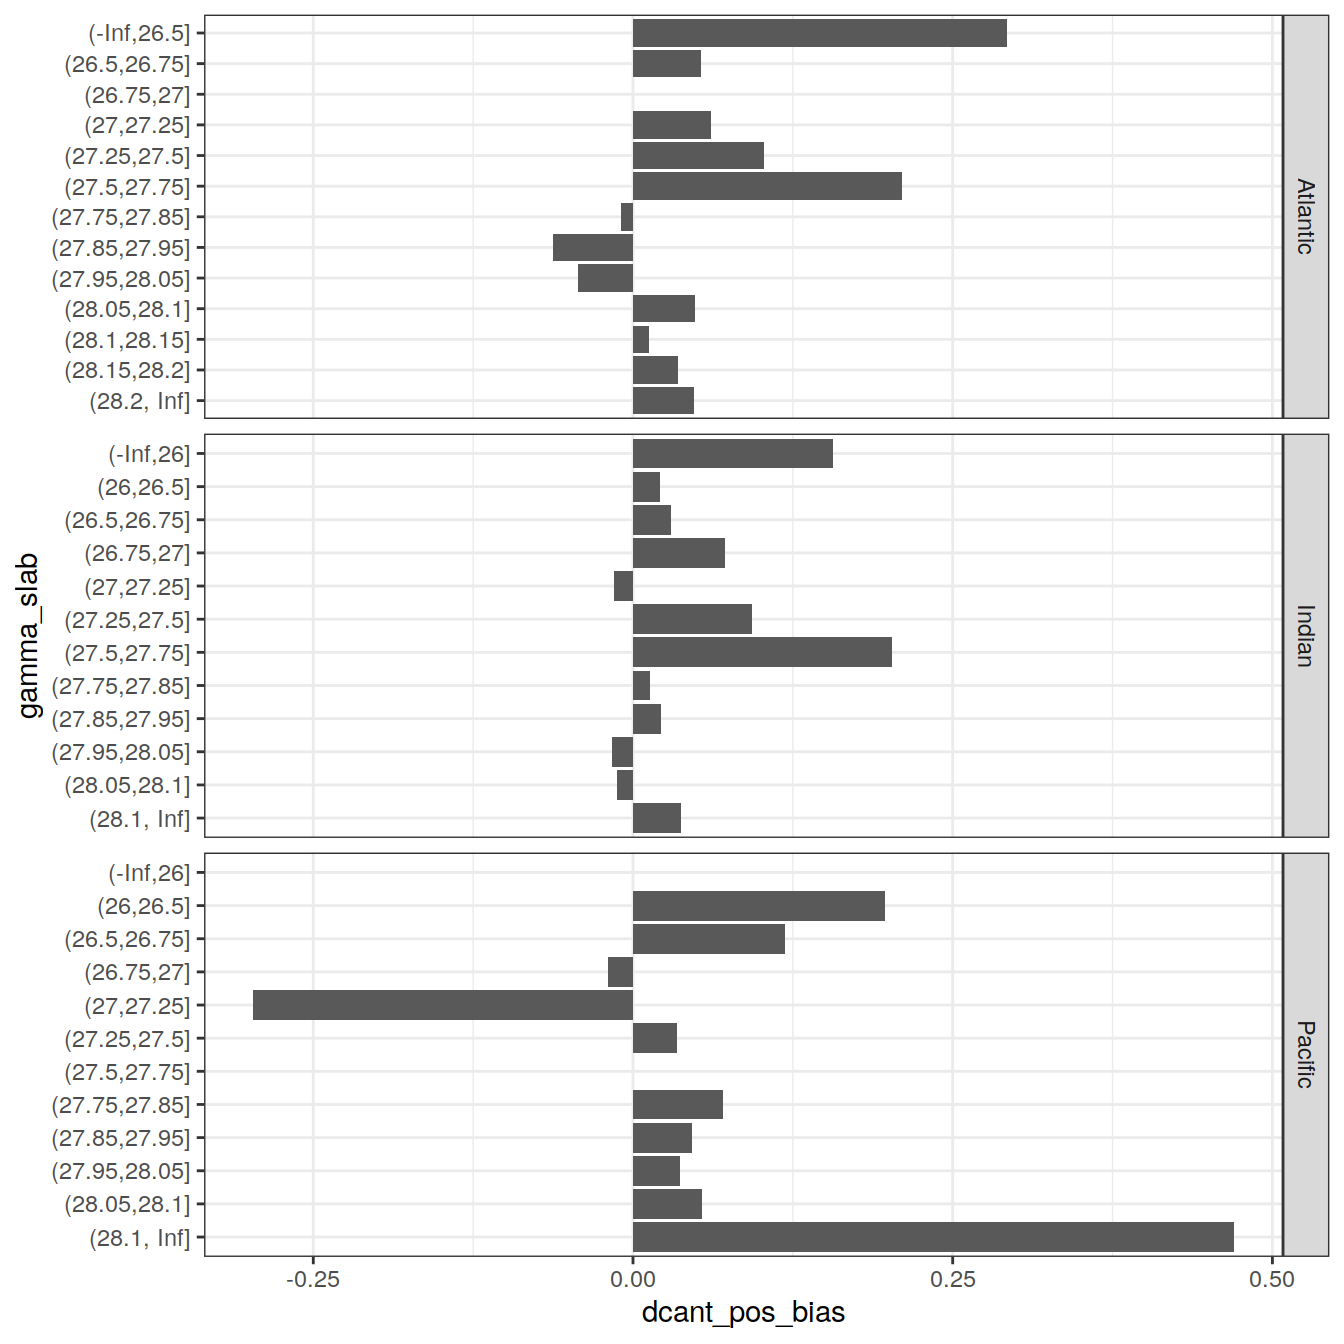 (-Inf,26.5]
(26.5,26.75]
(26.75,27]
(27,27.25]
(27.25,27.5]
(27.5,27.75]
(27.75,27.85]
(27.85,27.95]
(27.95,28.05]
(28.05,28.1]
(28.1,28.15]
(28.15,28.2]
(28.2, Inf]
Atlantic
(-Inf,26]
(26,26.5]
(26.5,26.75]
(26.75,27]
(27,27.25]
(27.25,27.5]
(27.5,27.75]
(27.75,27.85]
(27.85,27.95]
(27.95,28.05]
(28.05,28.1]
(28.1, Inf]
Indian
gamma_slab
(-Inf,26]
(26,26.5]
(26.5,26.75]
(26.75,27]
(27,27.25]
(27.25,27.5]
(27.5,27.75]
(27.75,27.85]
(27.85,27.95]
(27.95,28.05]
(28.05,28.1]
(28.1, Inf]
Pacific
-0.25 0.00 0.25 0.50
dcant_pos_bias